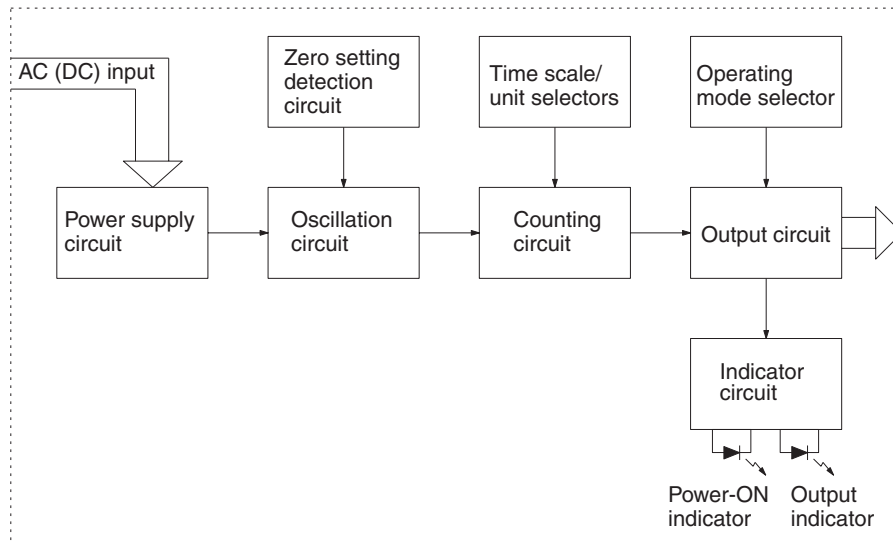 AC (DC) input
Zero setting
detection
circuit
Time scale/
unit selectors
Operating
mode selector
Power supply
circuit
Oscillation
circuit
Counting
circuit
Output circuit
Indicator
circuit
Power-ON
indicator
Output
indicator